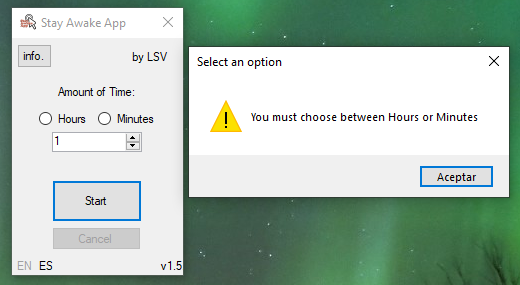 Stay Awake App
info.
by LSV
Amount of Time:
Hours
Minutes
1
Start
Cancel
EN ES
v1.5
Select an option
You must choose between Hours or Minutes
Aceptar